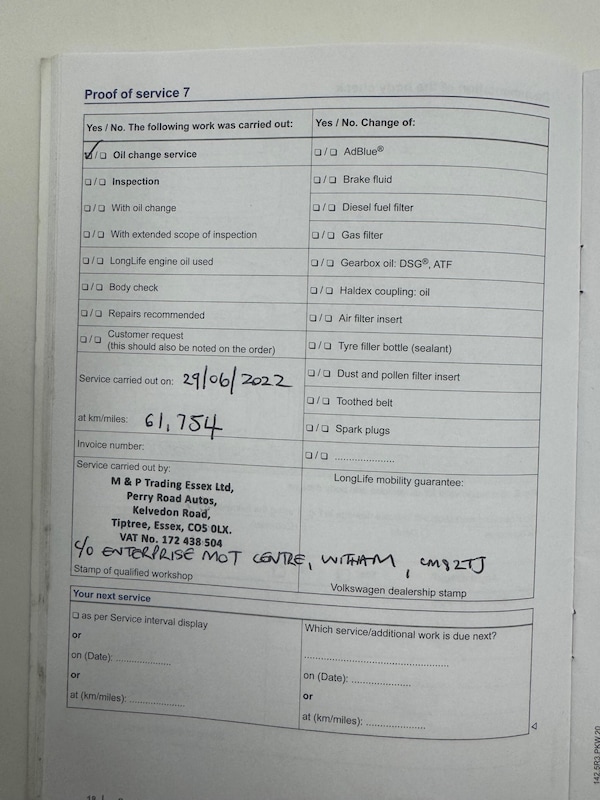 Proof of service 7
Yes / No. The following work was carried out:
☑/❏ Oil change service
❏/❏ Inspection
❏/❏ With oil change
❏/❏ With extended scope of inspection
❏/❏ LongLife engine oil used
❏/❏ Body check
❏/❏ Repairs recommended
❏/❏ Customer request
(this should also be noted on the order)
Service carried out on: 29/06/2022
at km/miles: 61,754
Invoice number:
Service carried out by:
M & P Trading Essex Ltd,
Perry Road Autos,
Kelvedon Road,
Tiptree, Essex, CO5 0LX.
VAT No. 172 438 504
c/o ENTERPRISE MOT CENTRE, WITHAM, CM82TJ
Stamp of qualified workshop
Yes / No. Change of:
❏/❏ AdBlue®
❏/❏ Brake fluid
❏/❏ Diesel fuel filter
❏/❏ Gas filter
❏/❏ Gearbox oil: DSG®, ATF
❏/❏ Haldex coupling: oil
❏/❏ Air filter insert
❏/❏ Tyre filler bottle (sealant)
❏/❏ Dust and pollen filter insert
❏/❏ Toothed belt
❏/❏ Spark plugs
❏/❏ ......................
LongLife mobility guarantee:
Volkswagen dealership stamp
Your next service
❏ as per Service interval display
or
on (Date): ....................
or
at (km/miles): ....................
Which service/additional work is due next?
..................................................
on (Date): ......................
or
at (km/miles): ......................
142.5R3.PKW.20